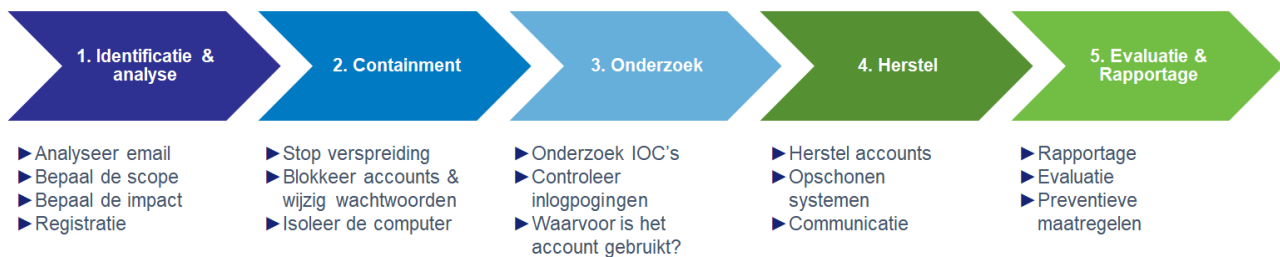 1. Identificatie &
analyse
2. Containment
3. Onderzoek
4. Herstel
5. Evaluatie &
Rapportage
Analyseer email
Bepaal de scope
Bepaal de impact
Registratie
Stop verspreiding
Blokkeer accounts &
wijzig wachtwoorden
Isoleer de computer
Onderzoek IOC's
Controleer
inlogpogingen
Waarvoor is het
account gebruikt?
Herstel accounts
Opschonen
systemen
Communicatie
Rapportage
Evaluatie
Preventieve
maatregelen